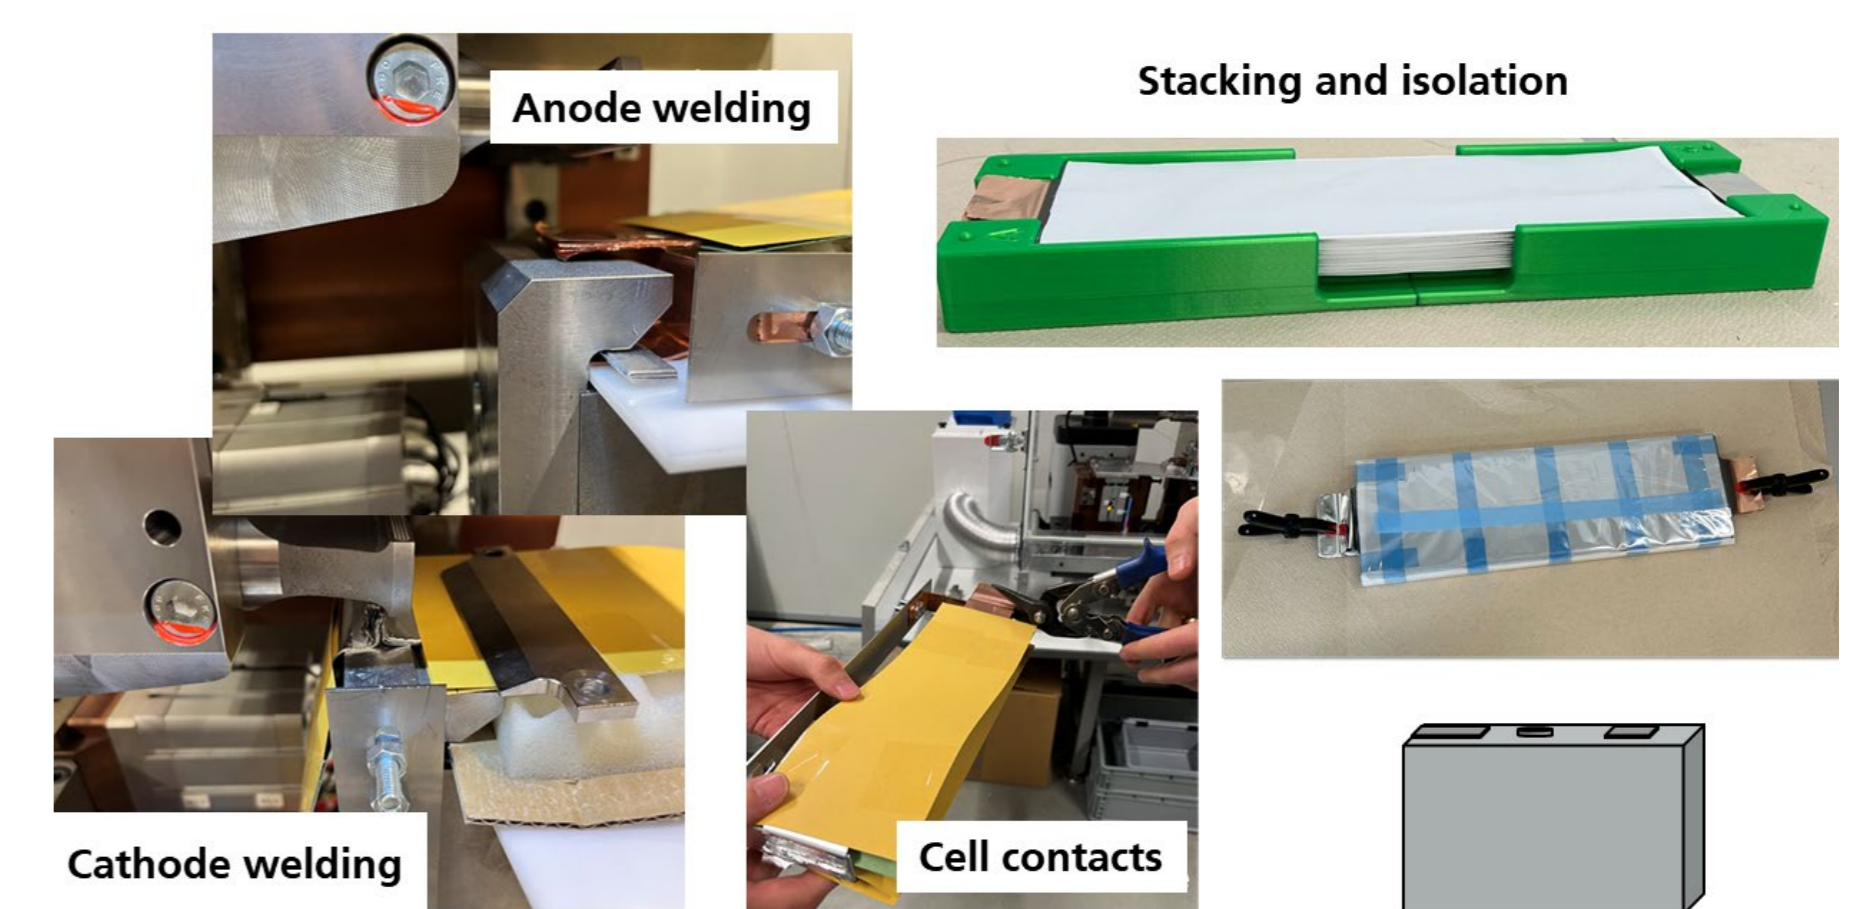 Anode welding
Stacking and isolation
Cathode welding
Cell contacts